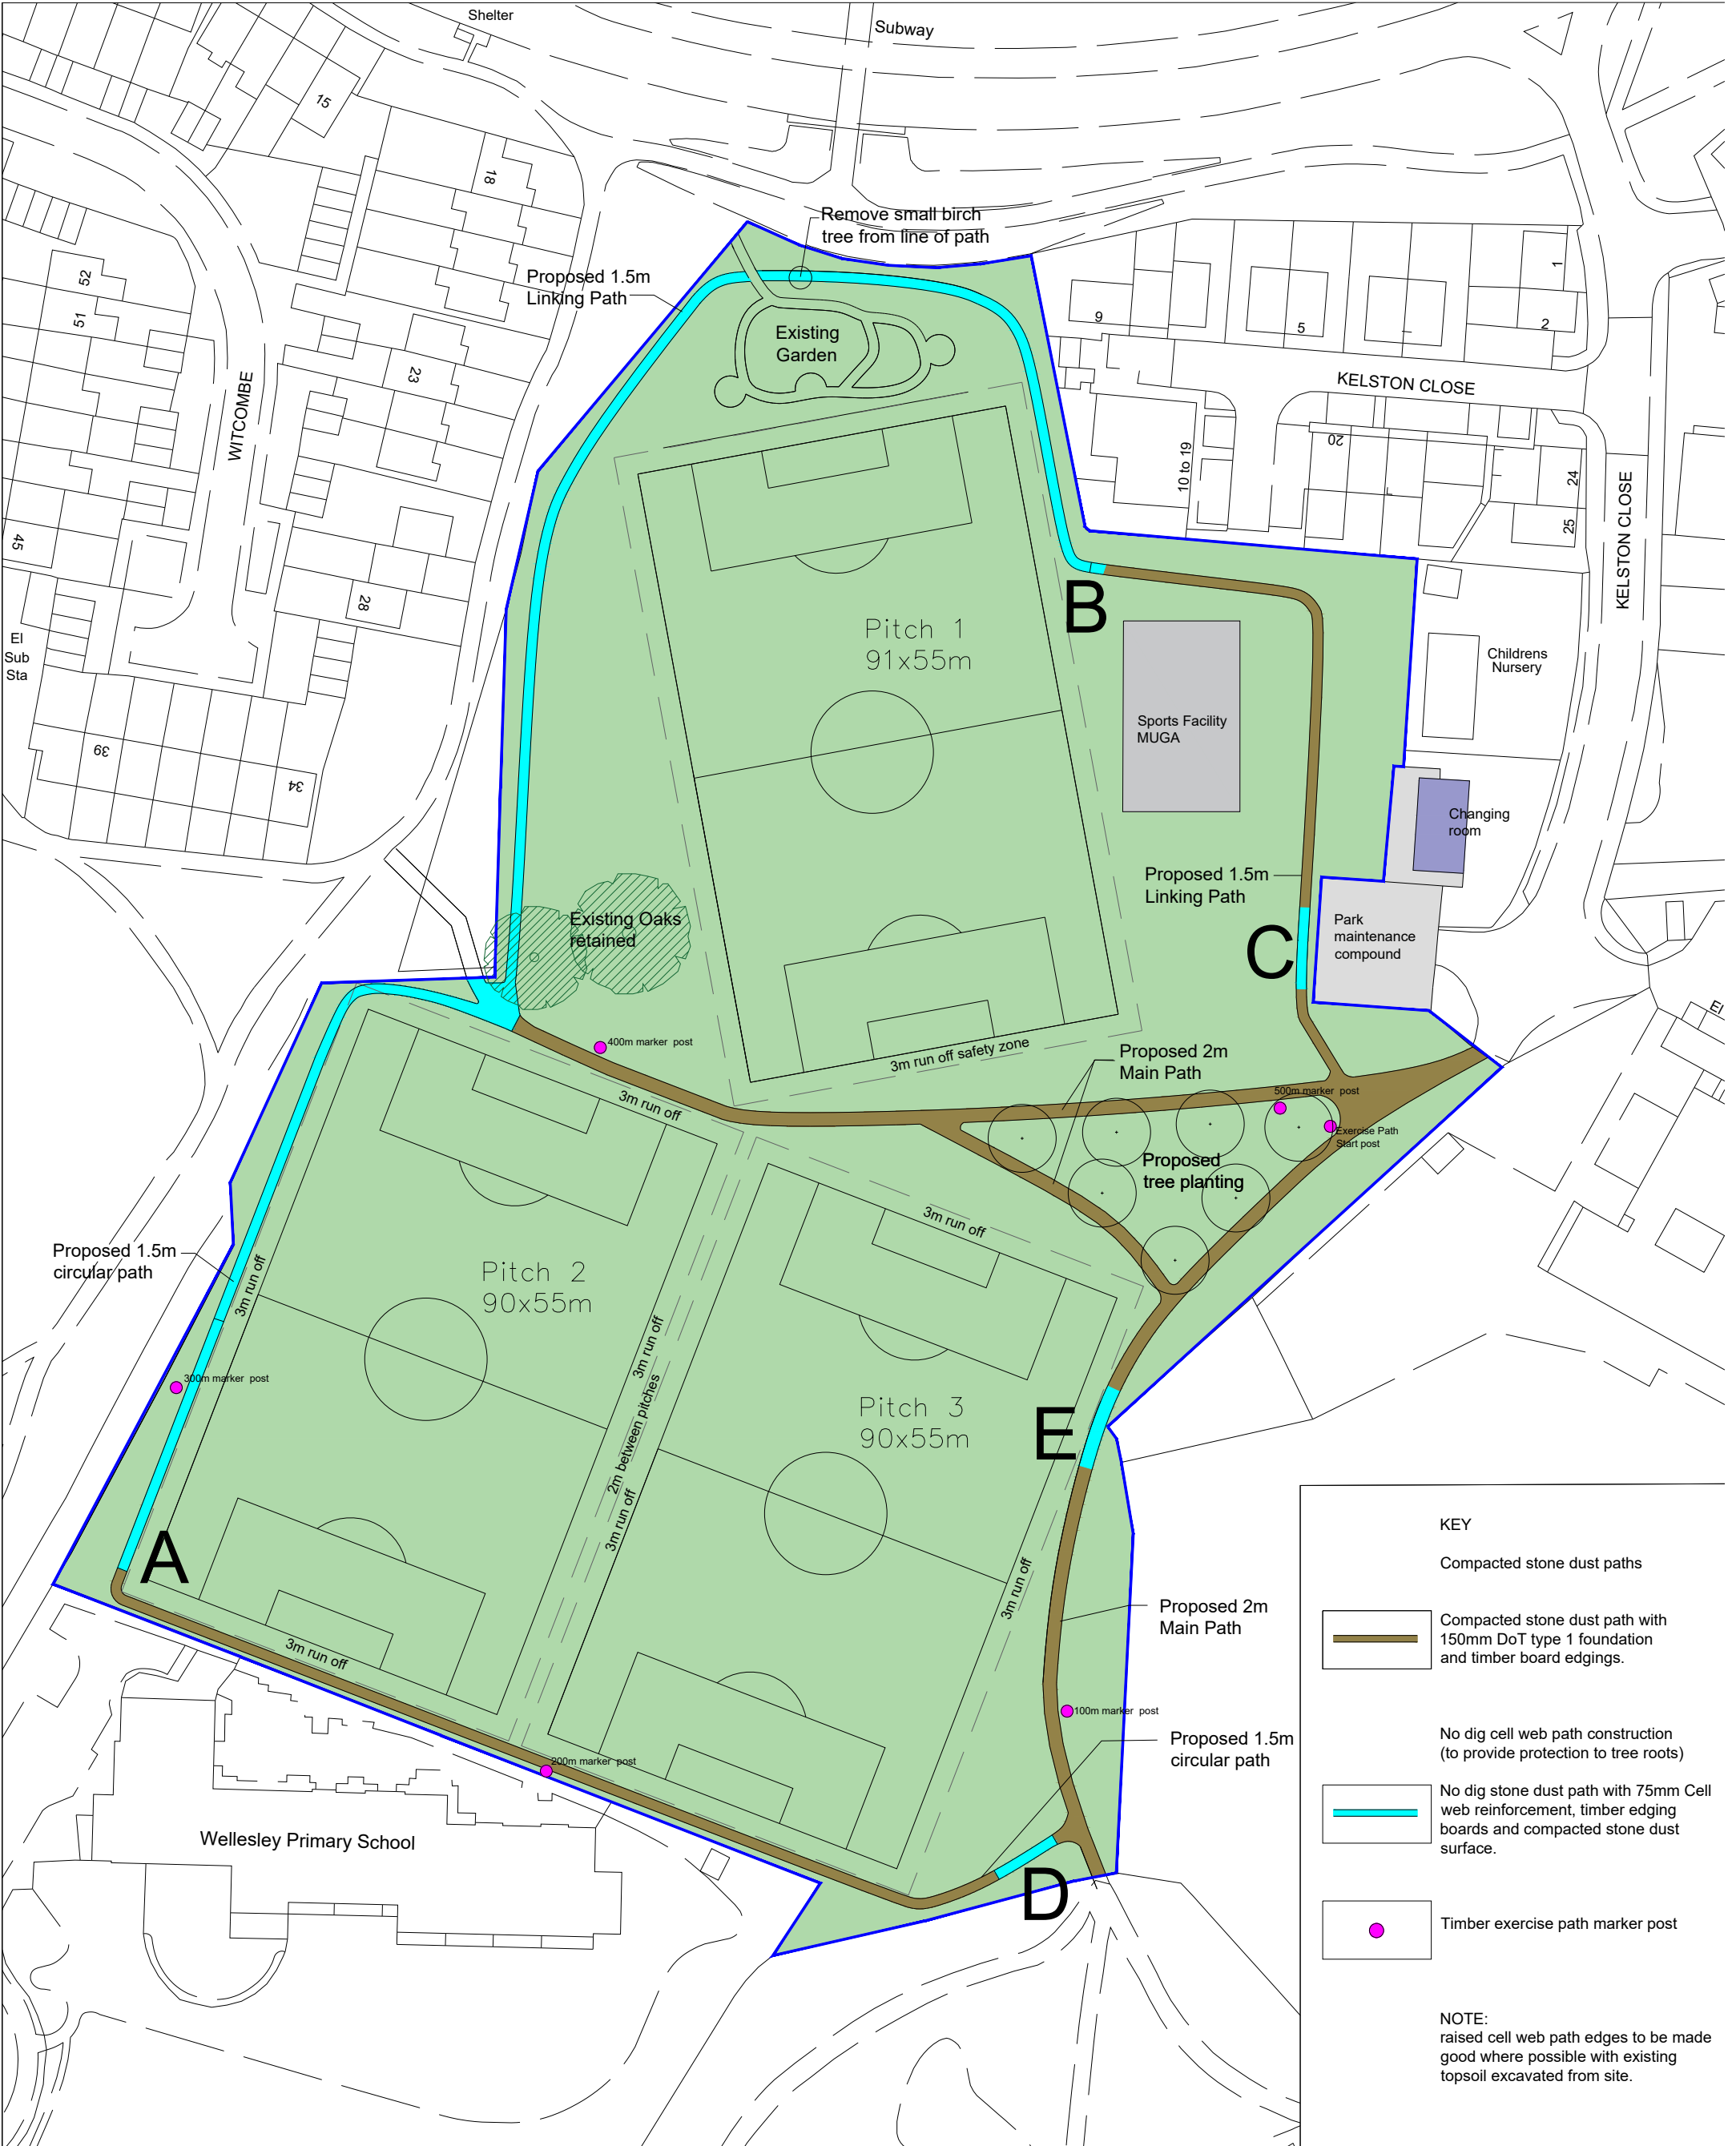 Shelter
Subway
15
18
Remove small birch
tree from line of path
Proposed 1.5m
Linking Path
52
51
23
WITCOMBE
Existing
Garden
9
5
1
2
KELSTON CLOSE
20
10 to 19
24
25
KELSTON CLOSE
45
28
El
Sub
Sta
39
34
B
Pitch 1
91x55m
Childrens
Nursery
Sports Facility
MUGA
Changing
room
Proposed 1.5m
Linking Path
Existing Oaks
retained
C
Park
maintenance
compound
El
400m marker post
3m run off safety zone
Proposed 2m
Main Path
3m run off
500m marker post
Exercise Path
Start post
Proposed
tree planting
3m run off
Proposed 1.5m
circular path
3m run off
Pitch 2
90x55m
3m run off
2m between pitches
3m run off
300m marker post
Pitch 3
90x55m
E
A
3m run off
3m run off
Proposed 2m
Main Path
100m marker post
Proposed 1.5m
circular path
200m marker post
Wellesley Primary School
D
KEY
Compacted stone dust paths
Compacted stone dust path with
150mm DoT type 1 foundation
and timber board edgings.
No dig cell web path construction
(to provide protection to tree roots)
No dig stone dust path with 75mm Cell
web reinforcement, timber edging
boards and compacted stone dust
surface.
Timber exercise path marker post
NOTE:
raised cell web path edges to be made
good where possible with existing
topsoil excavated from site.